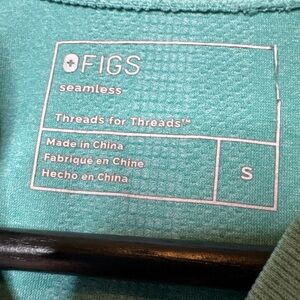 FIGS
seamless
Threads for Threads™
Made in China
Fabriqué en Chine
Hecho en China
S